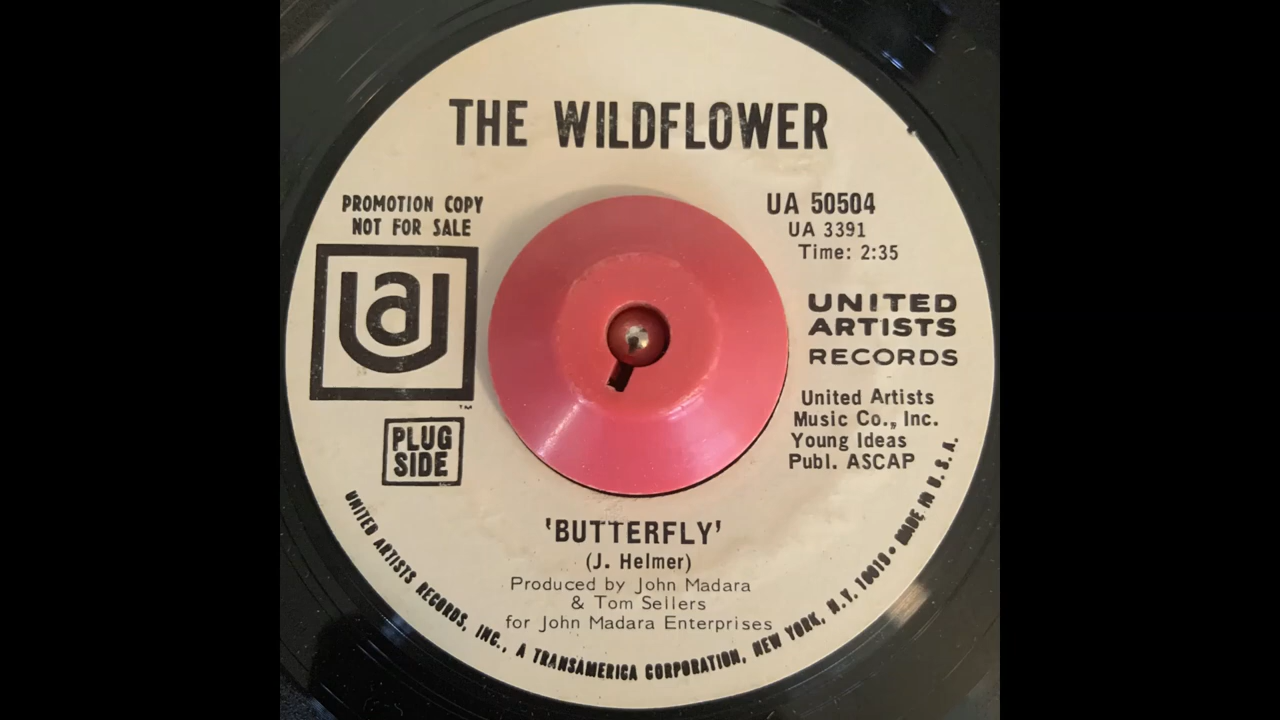 THE WILDFLOWER
PROMOTION COPY
NOT FOR SALE
UA
™
PLUG
SIDE
UA 50504
UA 3391
Time: 2:35
UNITED
ARTISTS
RECORDS
United Artists
Music Co., Inc.
Young Ideas
Publ. ASCAP
'BUTTERFLY'
(J. Helmer)
Produced by John Madara
& Tom Sellers
for John Madara Enterprises
UNITED ARTISTS RECORDS, INC., A TRANSAMERICA CORPORATION, NEW YORK, N.Y. 10019 • MADE IN U.S.A.